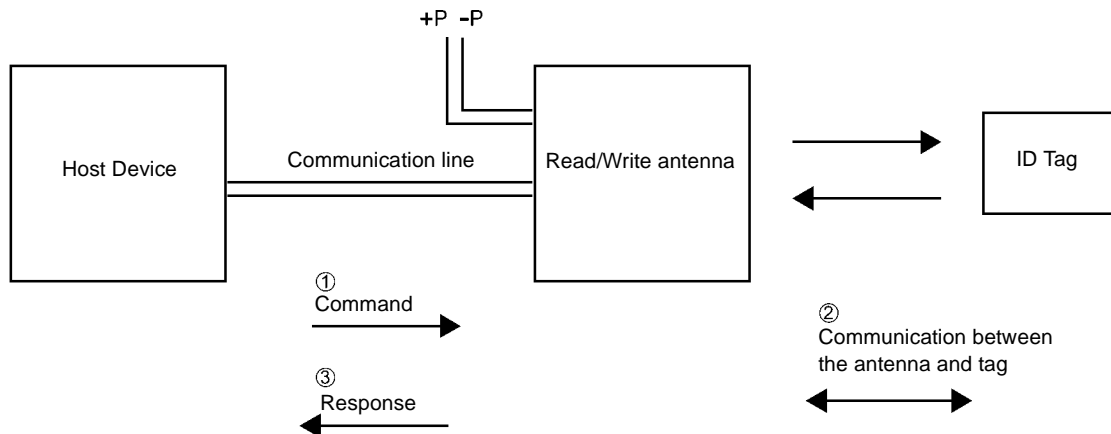 +P -P
Host Device
Communication line
Read/Write antenna
ID Tag
①
Command
②
Communication between
the antenna and tag
③
Response